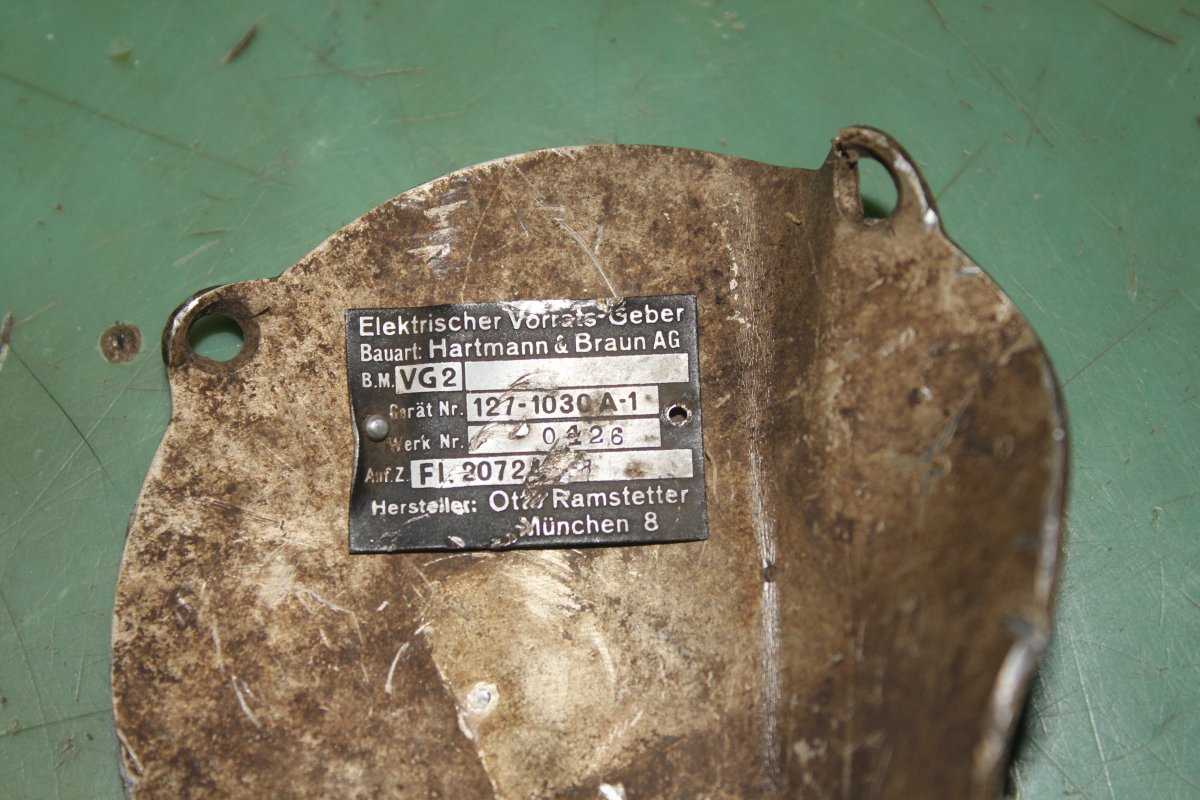 Elektrischer Vorrats-Geber
Bauart: Hartmann & Braun AG
B.M. VG2
Gerät Nr. 127-1030 A-1
Werk Nr. 0426
Anf.Z. Fl. 2072
Hersteller: Otto Ramstetter
München 8